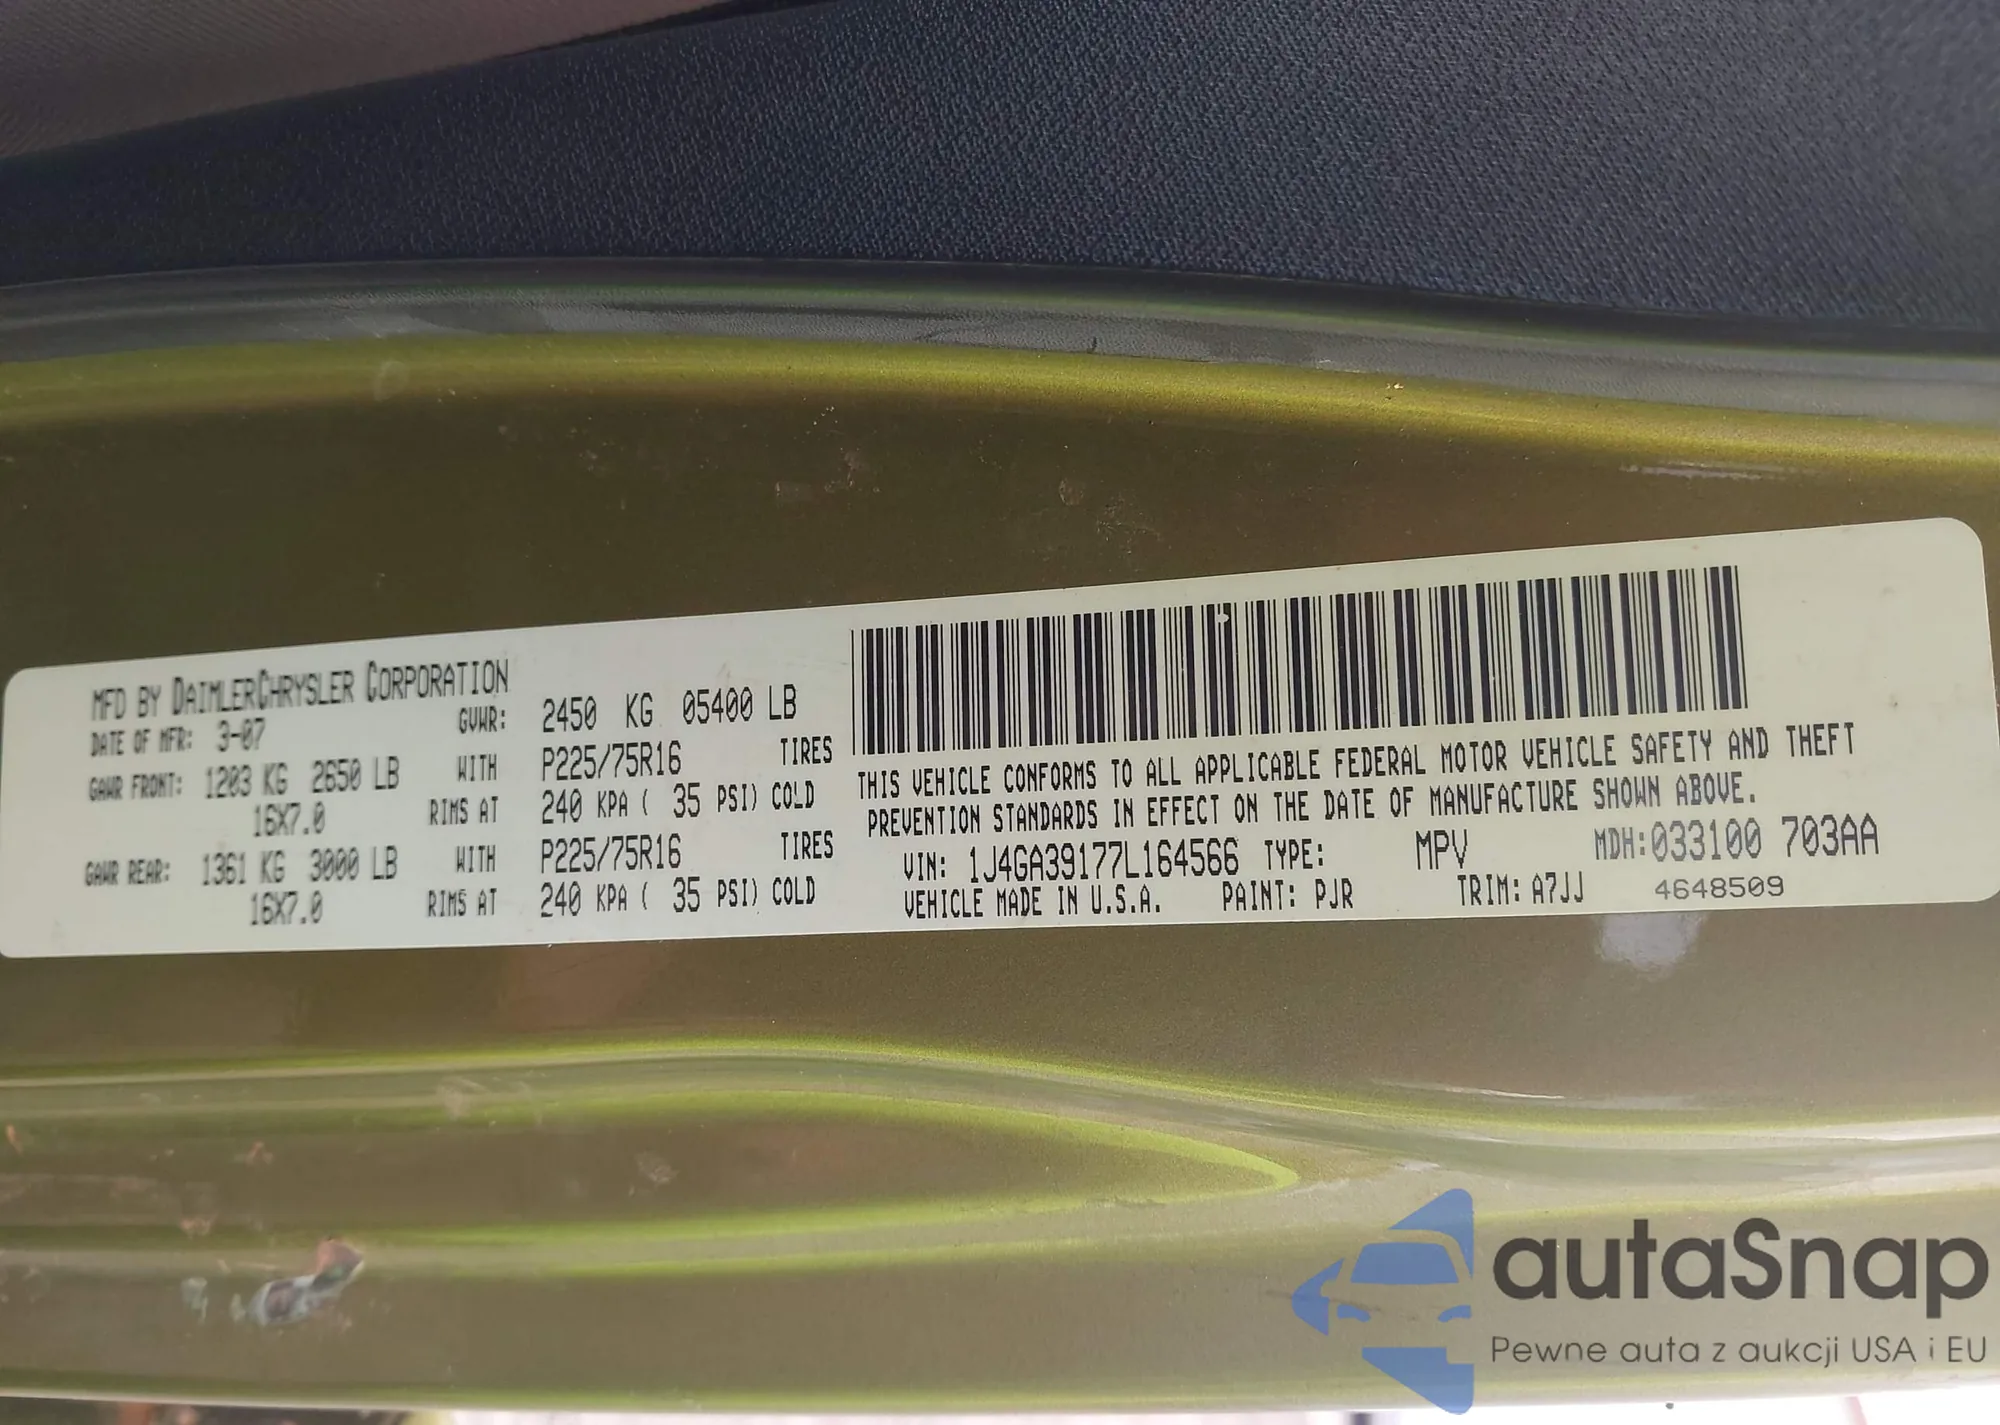 MFD BY DAIMLERCHRYSLER CORPORATION
DATE OF MFR: 3-07 GVWR: 2450 KG 05400 LB
GAWR FRONT: 1203 KG 2650 LB WITH P225/75R16 TIRES
16X7.0 RIMS AT 240 KPA ( 35 PSI) COLD
GAWR REAR: 1361 KG 3000 LB WITH P225/75R16 TIRES
16X7.0 RIMS AT 240 KPA ( 35 PSI) COLD
THIS VEHICLE CONFORMS TO ALL APPLICABLE FEDERAL MOTOR VEHICLE SAFETY AND THEFT
PREVENTION STANDARDS IN EFFECT ON THE DATE OF MANUFACTURE SHOWN ABOVE.
VIN: 1J4GA39177L164566 TYPE: MPV MDH:033100 703AA
VEHICLE MADE IN U.S.A. PAINT: PJR TRIM: A7JJ 4648509
autaSnap
Pewne auta z aukcji USA i EU